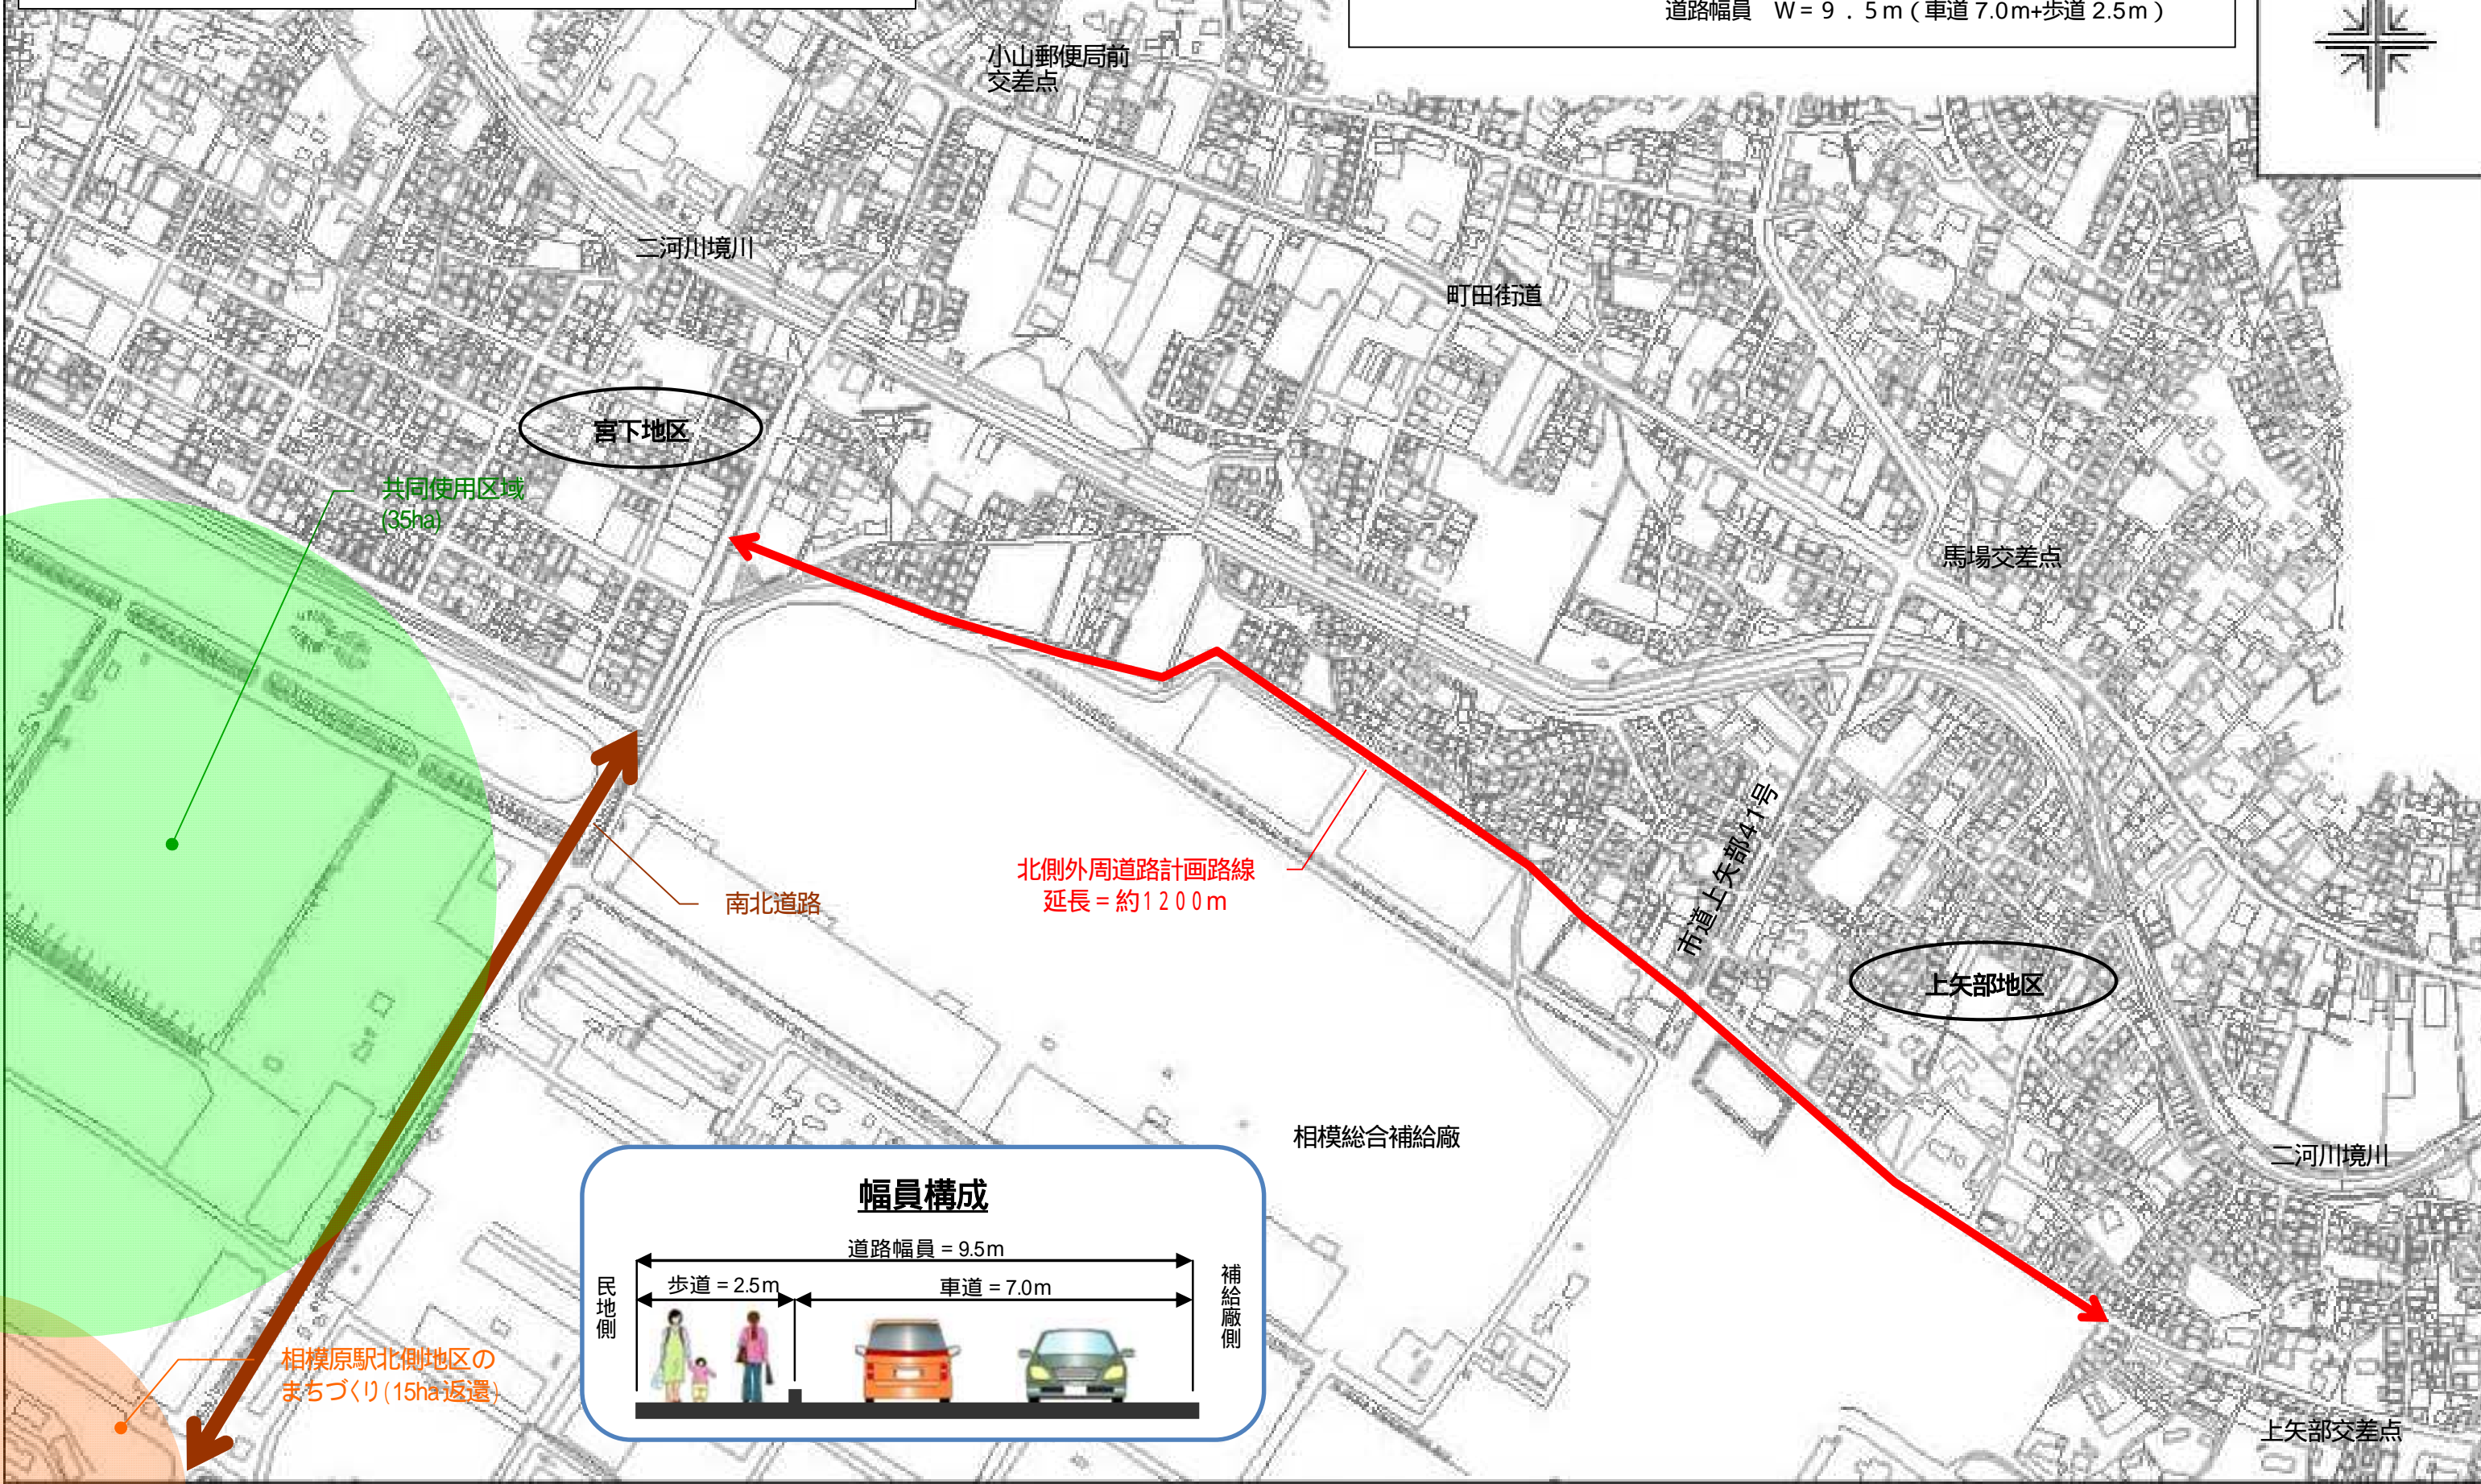 道路幅員　W＝９．５m（車道 7.0m+歩道 2.5m）
小山郵便局前
交差点
二河川境川
町田街道
宮下地区
共同使用区域
(35ha)
馬場交差点
市道上矢部41号
北側外周道路計画路線
延長＝約1200m
南北道路
上矢部地区
相模総合補給廠
二河川境川
幅員構成
道路幅員＝9.5m
歩道＝2.5m
車道＝7.0m
民地側
補給廠側
相模原駅北側地区の
まちづくり(15ha返還)
上矢部交差点